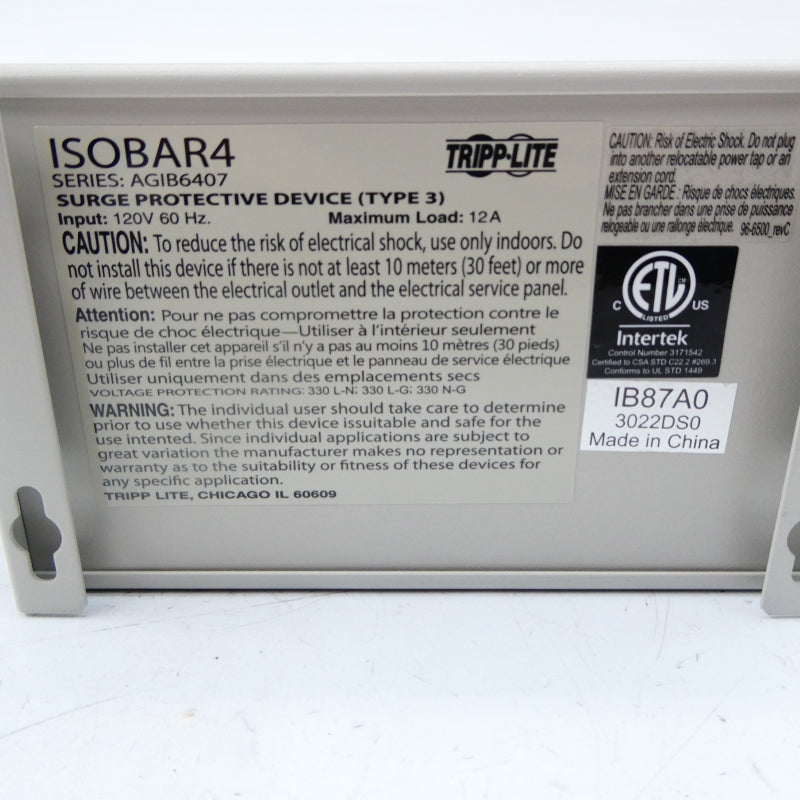 ISOBAR4
SERIES: AGIB6407
SURGE PROTECTIVE DEVICE (TYPE 3)
Input: 120V 60 Hz. Maximum Load: 12A
CAUTION: To reduce the risk of electrical shock, use only indoors. Do
not install this device if there is not at least 10 meters (30 feet) or more
of wire between the electrical outlet and the electrical service panel.
Attention: Pour ne pas compromettre la protection contre le
risque de choc électrique—Utiliser à l'intérieur seulement
Ne pas installer cet appareil s'il n'y a pas au moins 10 mètres (30 pieds)
ou plus de fil entre la prise électrique et le panneau de service électrique
Utiliser uniquement dans des emplacements secs
VOLTAGE PROTECTION RATING: 330 L-N; 330 L-G; 330 N-G
WARNING: The individual user should take care to determine
prior to use whether this device issuitable and safe for the
use intented. Since individual applications are subject to
great variation the manufacturer makes no representation or
warranty as to the suitability or fitness of these devices for
any specific application.
TRIPP LITE, CHICAGO IL 60609
TRIPP·LITE
CAUTION: Risk of Electric Shock. Do not plug
into another relocatable power tap or an
extension cord.
MISE EN GARDE : Risque de chocs électriques.
Ne pas brancher dans une prise de puissance
relogeable ou une rallonge électrique. 96-6500_revC
ETL CM
LISTED
C US
Intertek
Control Number 3171542
Certified to CSA STD C22.2 #269.3
Conforms to UL STD 1449
IB87A0
3022DS0
Made in China